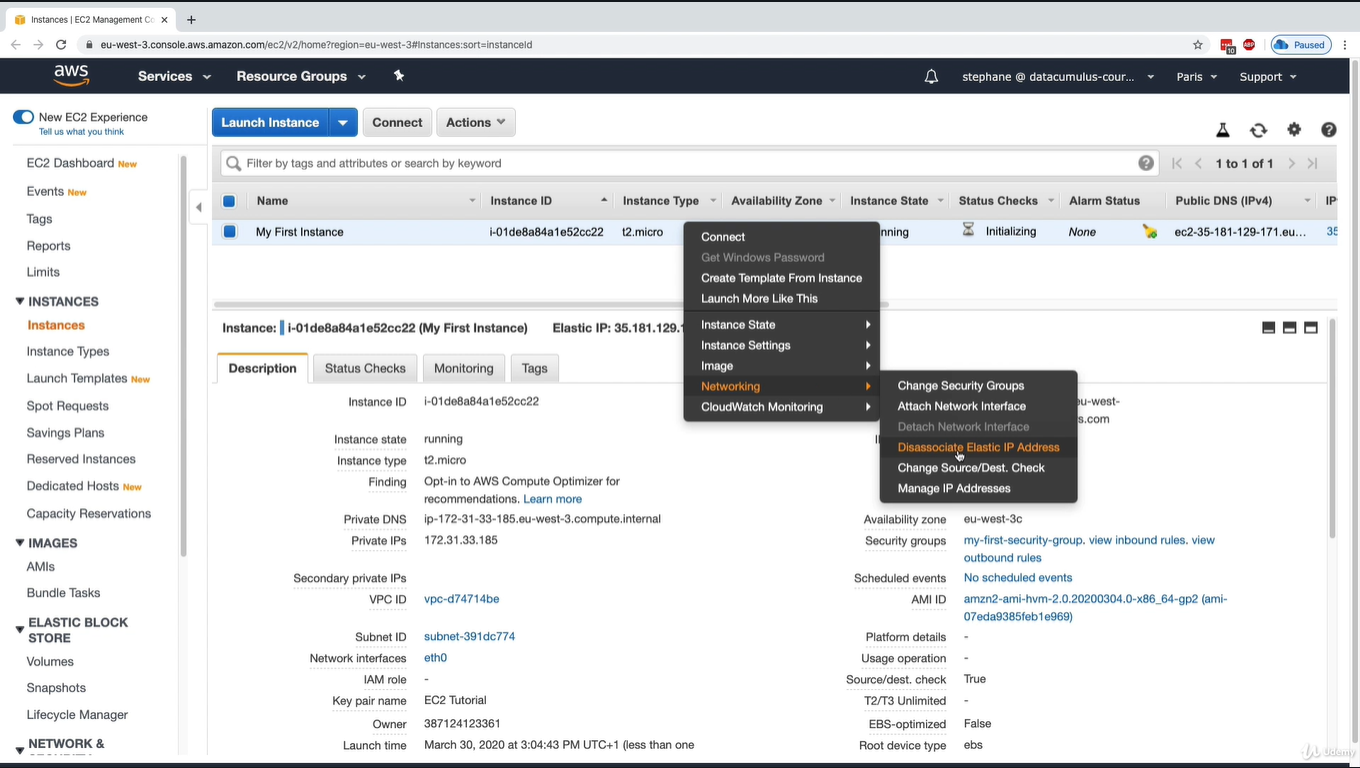 Instances | EC2 Management Co
eu-west-3.console.aws.amazon.com/ec2/v2/home?region=eu-west-3#Instances:sort=instanceId
10
ABP
Paused
aws
Services
Resource Groups
stephane @ datacumulus-cour...
Paris
Support
New EC2 Experience
Tell us what you think
EC2 Dashboard New
Events New
Tags
Reports
Limits
INSTANCES
Instances
Instance Types
Launch Templates New
Spot Requests
Savings Plans
Reserved Instances
Dedicated Hosts New
Capacity Reservations
IMAGES
AMIs
Bundle Tasks
ELASTIC BLOCK
STORE
Volumes
Snapshots
Lifecycle Manager
NETWORK &
Launch Instance
Connect
Actions
Filter by tags and attributes or search by keyword
1 to 1 of 1
Name
Instance ID
Instance Type
Availability Zone
Instance State
Status Checks
Alarm Status
Public DNS (IPv4)
IP
My First Instance
i-01de8a84a1e52cc22
t2.micro
nning
Initializing
None
ec2-35-181-129-171.eu...
35
Connect
Get Windows Password
Create Template From Instance
Launch More Like This
Instance State
Instance Settings
Image
Networking
CloudWatch Monitoring
Change Security Groups
Attach Network Interface
Detach Network Interface
Disassociate Elastic IP Address
Change Source/Dest. Check
Manage IP Addresses
Instance: i-01de8a84a1e52cc22 (My First Instance)
Elastic IP: 35.181.129.1
Description
Status Checks
Monitoring
Tags
Instance ID i-01de8a84a1e52cc22
Instance state running
Instance type t2.micro
Finding Opt-in to AWS Compute Optimizer for
recommendations. Learn more
Private DNS ip-172-31-33-185.eu-west-3.compute.internal
Private IPs 172.31.33.185
Secondary private IPs
VPC ID vpc-d74714be
Subnet ID subnet-391dc774
Network interfaces eth0
IAM role -
Key pair name EC2 Tutorial
Owner 387124123361
Launch time March 30, 2020 at 3:04:43 PM UTC+1 (less than one
eu-west-
s.com
Availability zone eu-west-3c
Security groups my-first-security-group. view inbound rules. view
outbound rules
Scheduled events No scheduled events
AMI ID amzn2-ami-hvm-2.0.20200304.0-x86_64-gp2 (ami-
07eda9385feb1e969)
Platform details -
Usage operation -
Source/dest. check True
T2/T3 Unlimited -
EBS-optimized False
Root device type ebs
Udemy